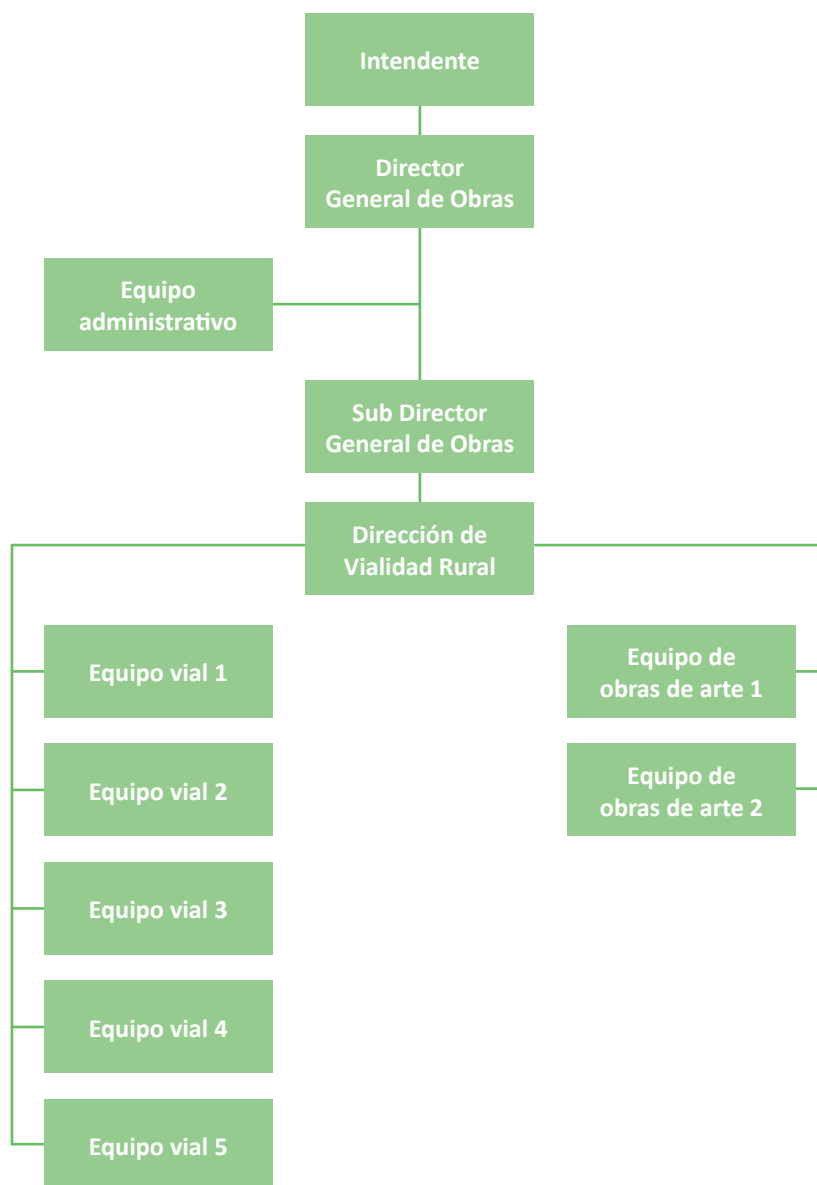 Intendente
Director
General de Obras
Equipo
administrativo
Sub Director
General de Obras
Dirección de
Vialidad Rural
Equipo vial 1
Equipo de
obras de arte 1
Equipo vial 2
Equipo de
obras de arte 2
Equipo vial 3
Equipo vial 4
Equipo vial 5